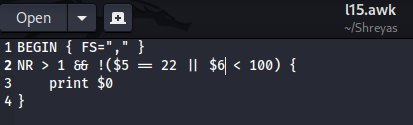 Open
l15.awk
~/Shreyas
1 BEGIN { FS="," }
2 NR > 1 && !($5 == 22 || $6 < 100) {
3     print $0
4 }